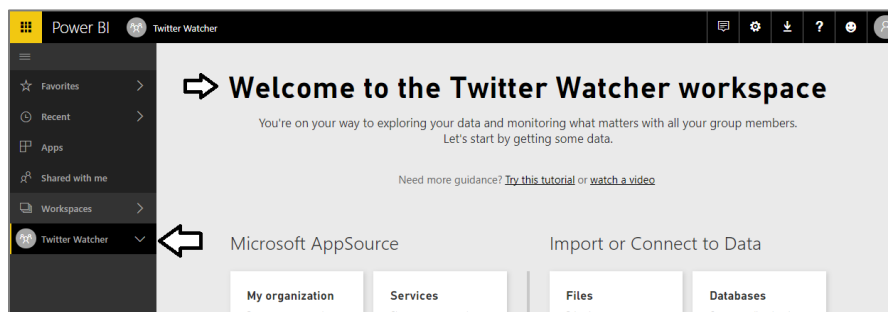 Power BI
Twitter Watcher
?
Favorites
Recent
Apps
Shared with me
Workspaces
Twitter Watcher
Welcome to the Twitter Watcher workspace
You're on your way to exploring your data and monitoring what matters with all your group members.
Let's start by getting some data.
Need more guidance? Try this tutorial or watch a video
Microsoft AppSource
Import or Connect to Data
My organization
Services
Files
Databases